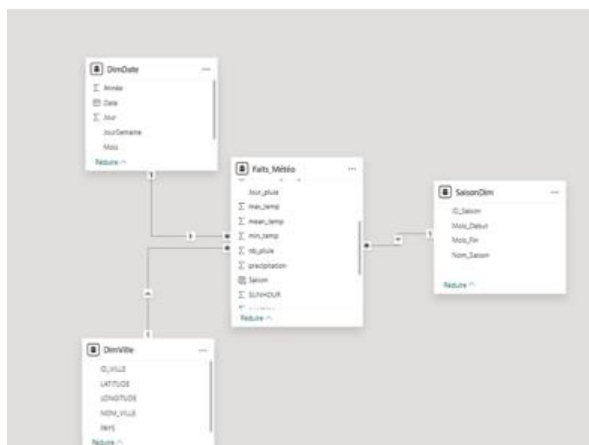 DimDate
Année
Date
Jour
JourSemaine
Mois
Réduire
Faits_Météo
Jour_pluie
max_temp
mean_temp
min_temp
nb_pluie
precipitation
Saison
SUNHOUR
Réduire
SaisonDim
ID_Saison
Mois_Debut
Mois_Fin
Nom_Saison
Réduire
DimVille
ID_VILLE
LATITUDE
LONGITUDE
NOM_VILLE
PAYS
Réduire